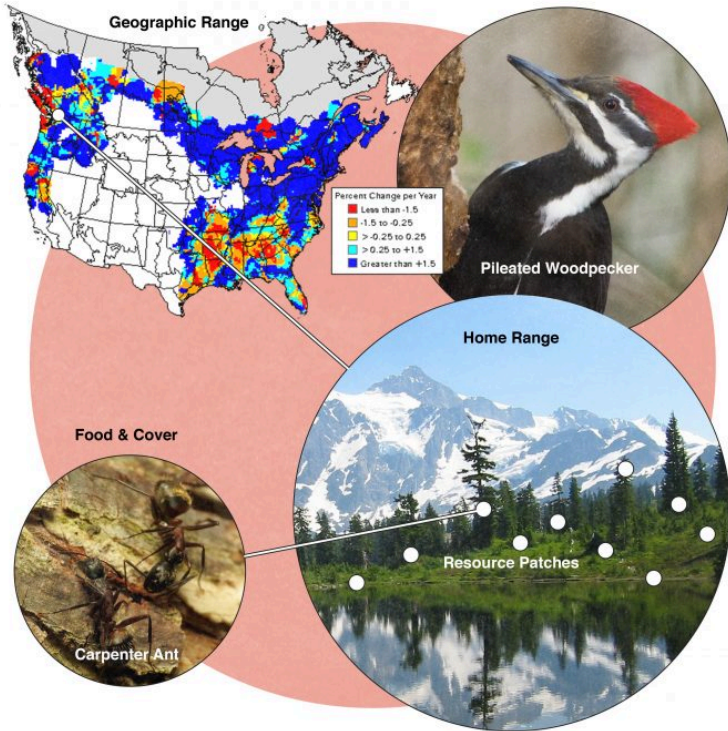 Geographic Range
Percent Change per Year
Less than -1.5
-1.5 to -0.25
> -0.25 to 0.25
> 0.25 to +1.5
Greater than +1.5
Pileated Woodpecker
Home Range
Food & Cover
Resource Patches
Carpenter Ant